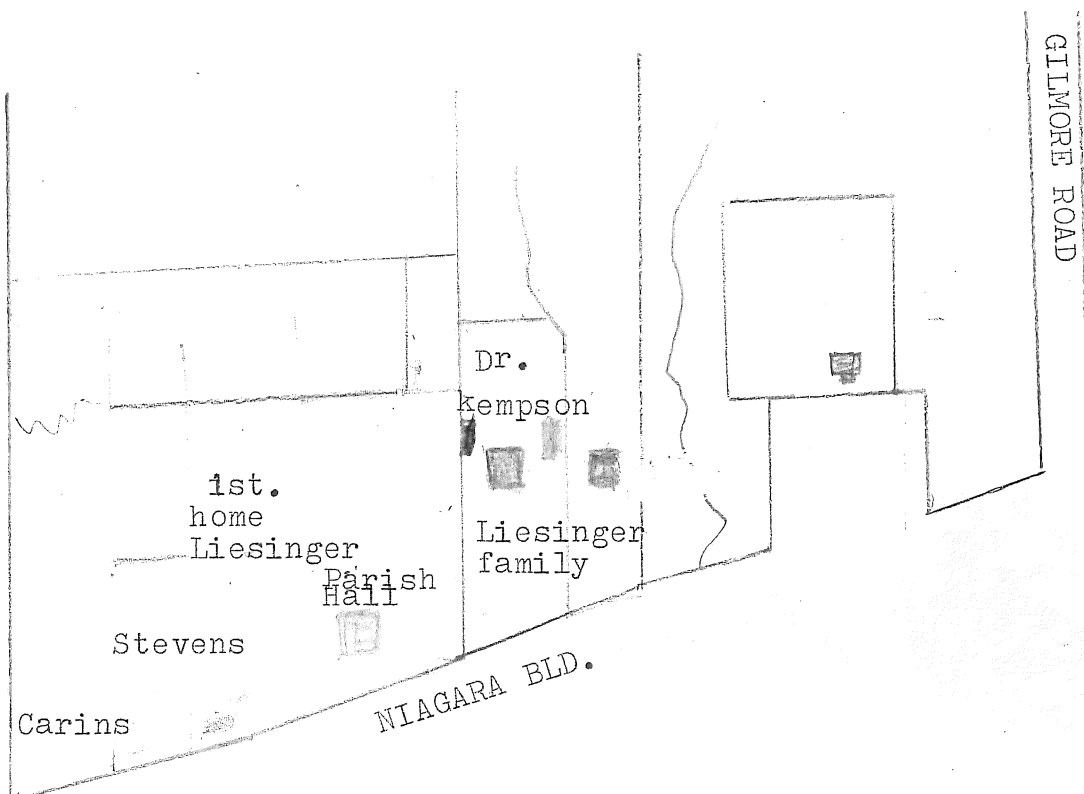 GILMORE ROAD
Dr.
kempson
1st.
home
Liesinger
Liesinger
family
Parish
Hall
Stevens
Carins
NIAGARA BLD.